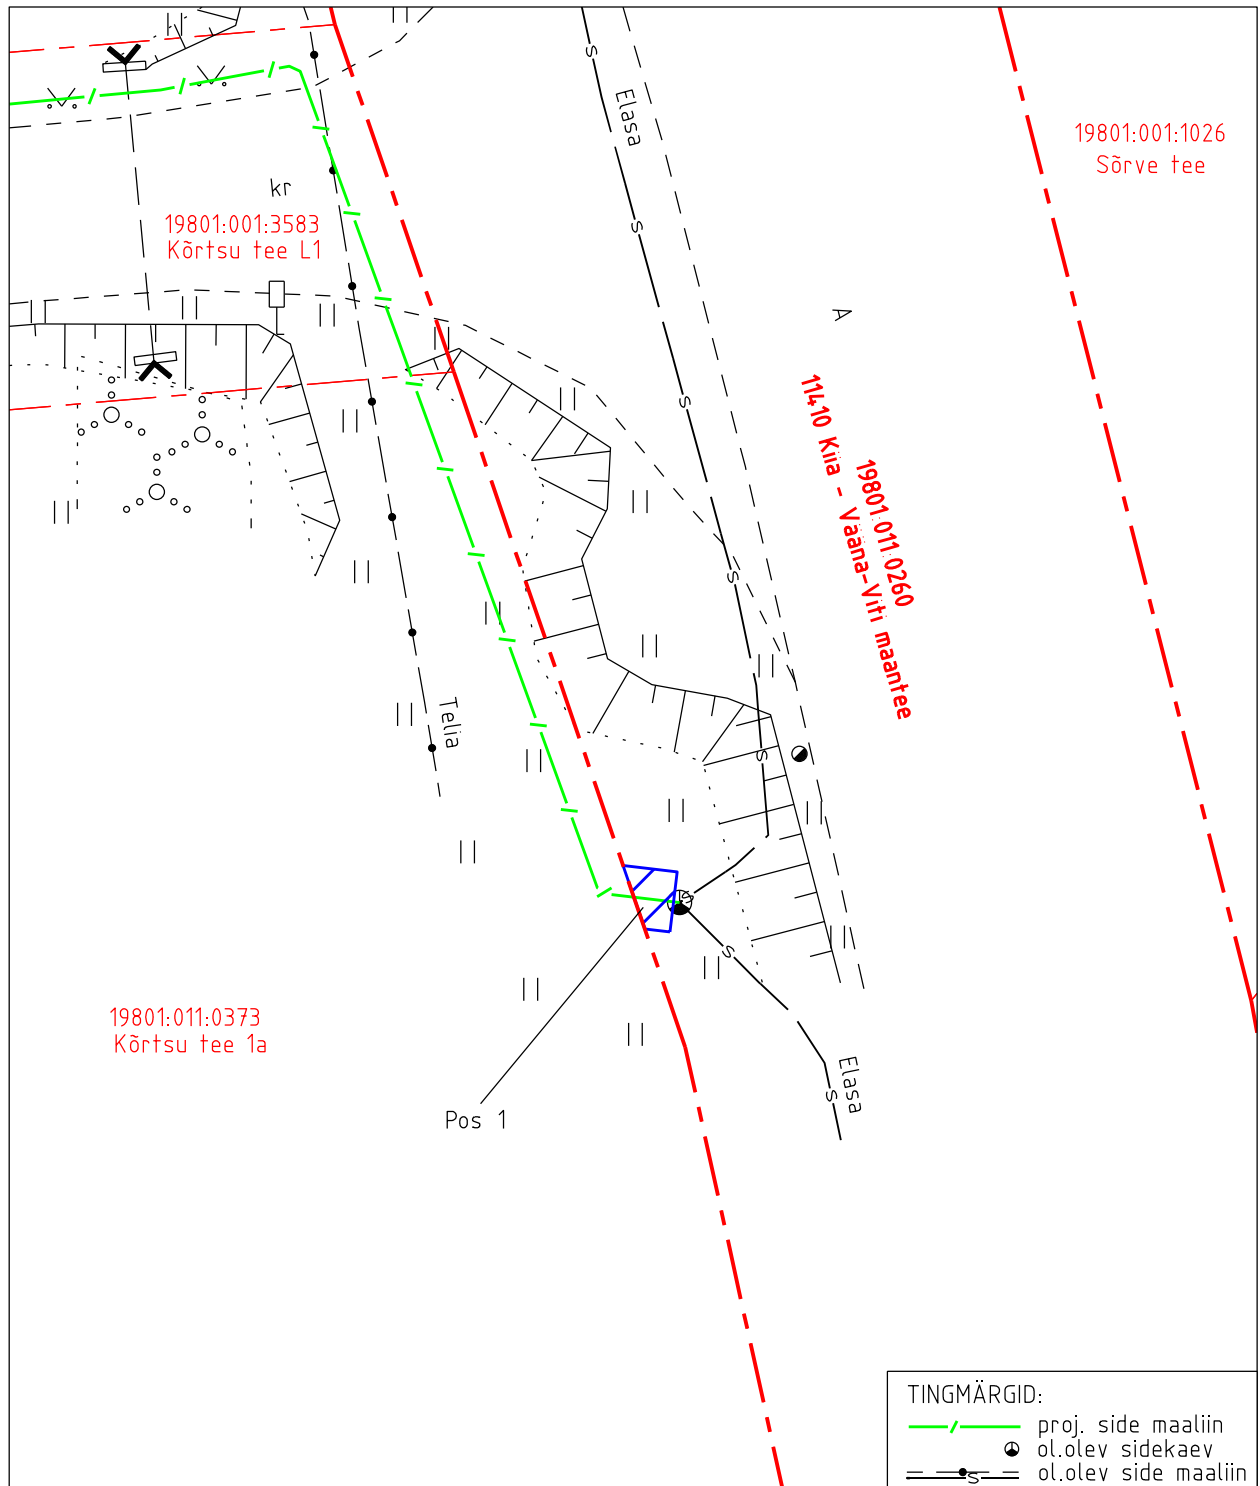 Elasa
19801:001:1026
Sõrve tee
kr
19801:001:3583
Kõrtsu tee L1
A
11410 Kiia - Vääna-Viti maantee
19801:011:0260
Telia
s
s
s
s
s
s
s
s
s
19801:011:0373
Kõrtsu tee 1a
Elasa
Pos 1
TINGMÄRGID:
proj. side maaliin
ol.olev sidekaev
s
ol.olev side maaliin